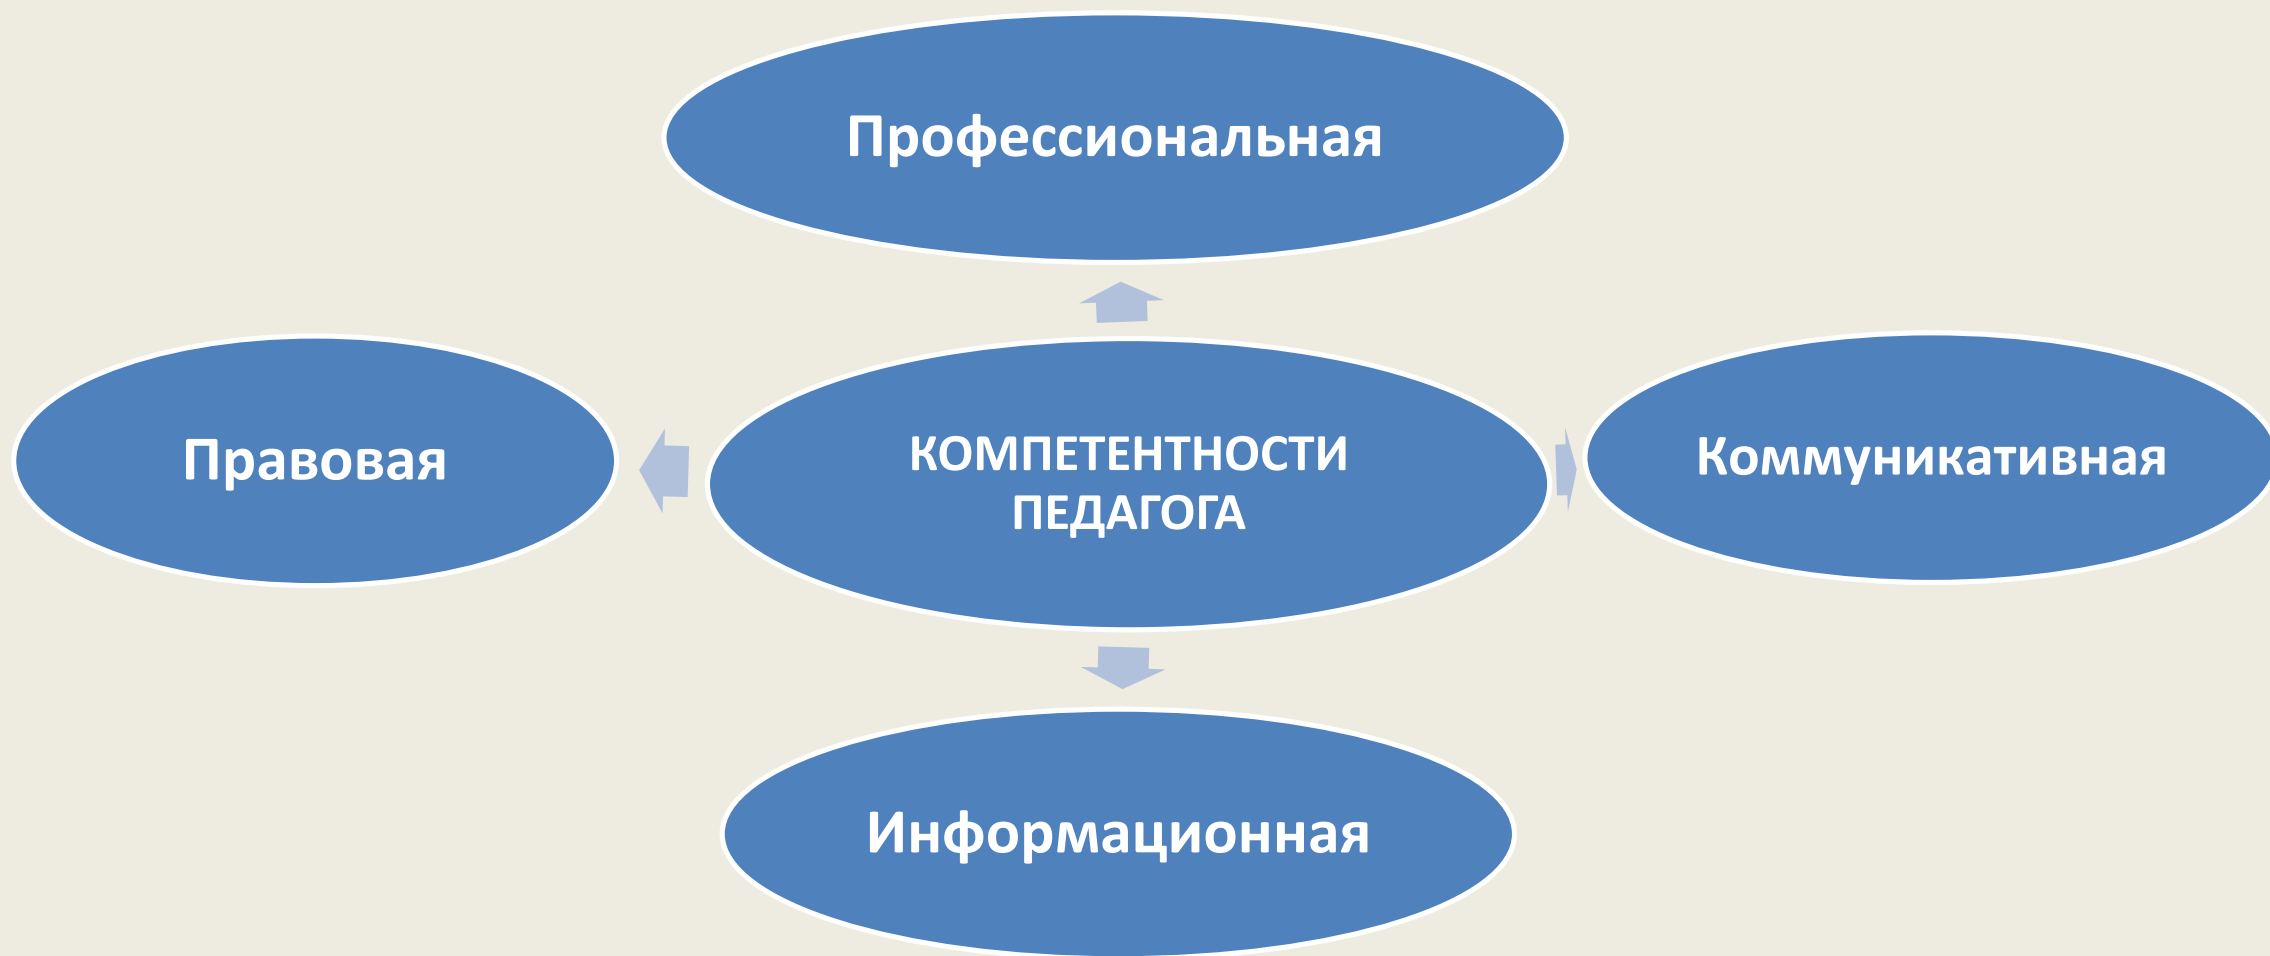 Профессиональная
Правовая
КОМПЕТЕНТНОСТИ
ПЕДАГОГА
Коммуникативная
Информационная